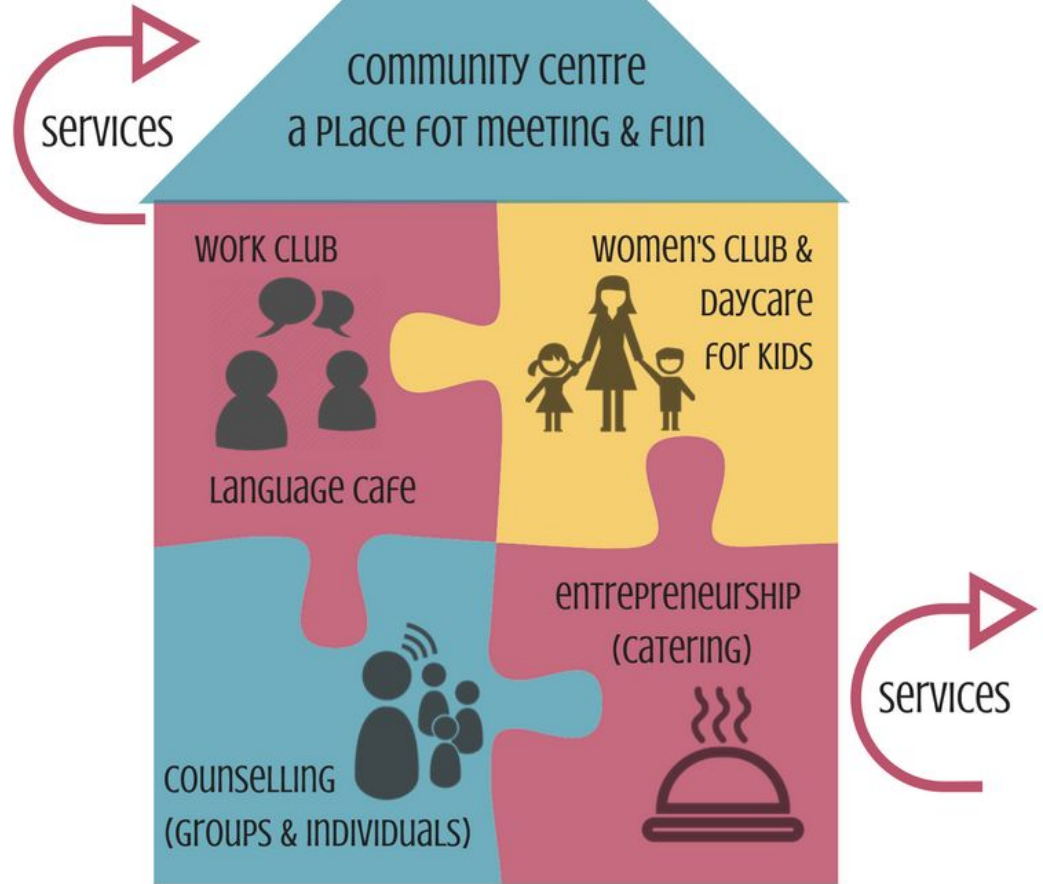 services
community centre
a place fot meeting & fun
work club
women's club &
daycare
for kids
language cafe
entrepreneurship
(catering)
services
counselling
(groups & individuals)